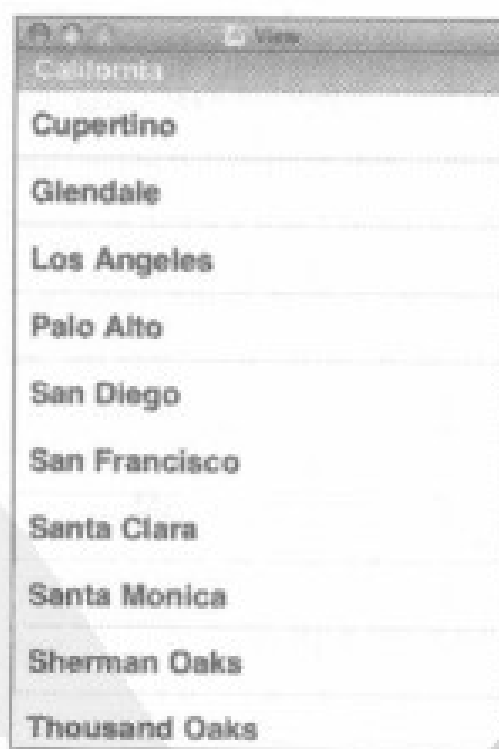 View
California
Cupertino
Glendale
Los Angeles
Palo Alto
San Diego
San Francisco
Santa Clara
Santa Monica
Sherman Oaks
Thousand Oaks